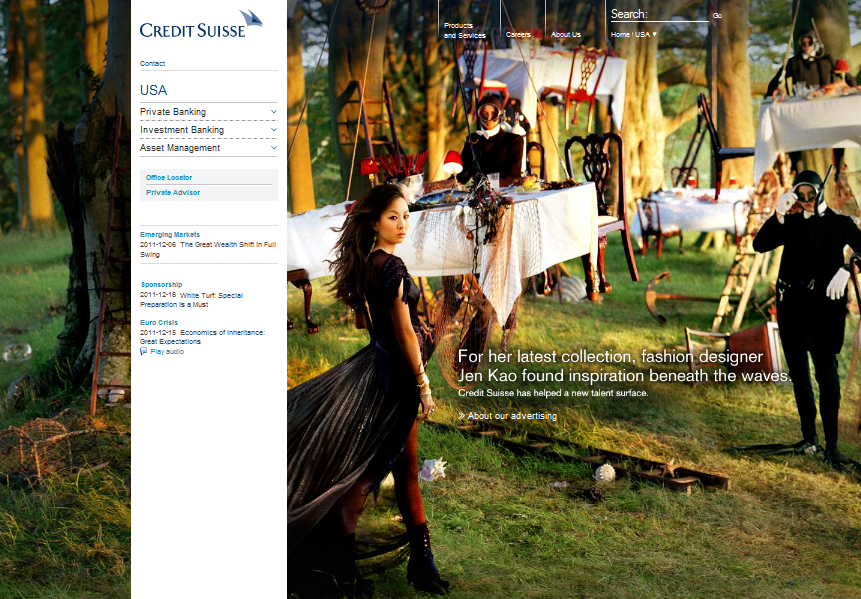 CREDIT SUISSE
Contact
USA
Private Banking
Investment Banking
Asset Management
Office Locator
Private Advisor
Emerging Markets
2011-12-06 The Great Wealth Shift in Full
Swing
Sponsorship
2011-12-16 White Turf: Special
Preparation is a Must
Euro Crisis
2011-12-15 Economics of Inheritance:
Great Expectations
Play audio
Products
and Services
Careers
About Us
Search:
Go
Home | USA ▼
For her latest collection, fashion designer
Jen Kao found inspiration beneath the waves.
Credit Suisse has helped a new talent surface.
» About our advertising